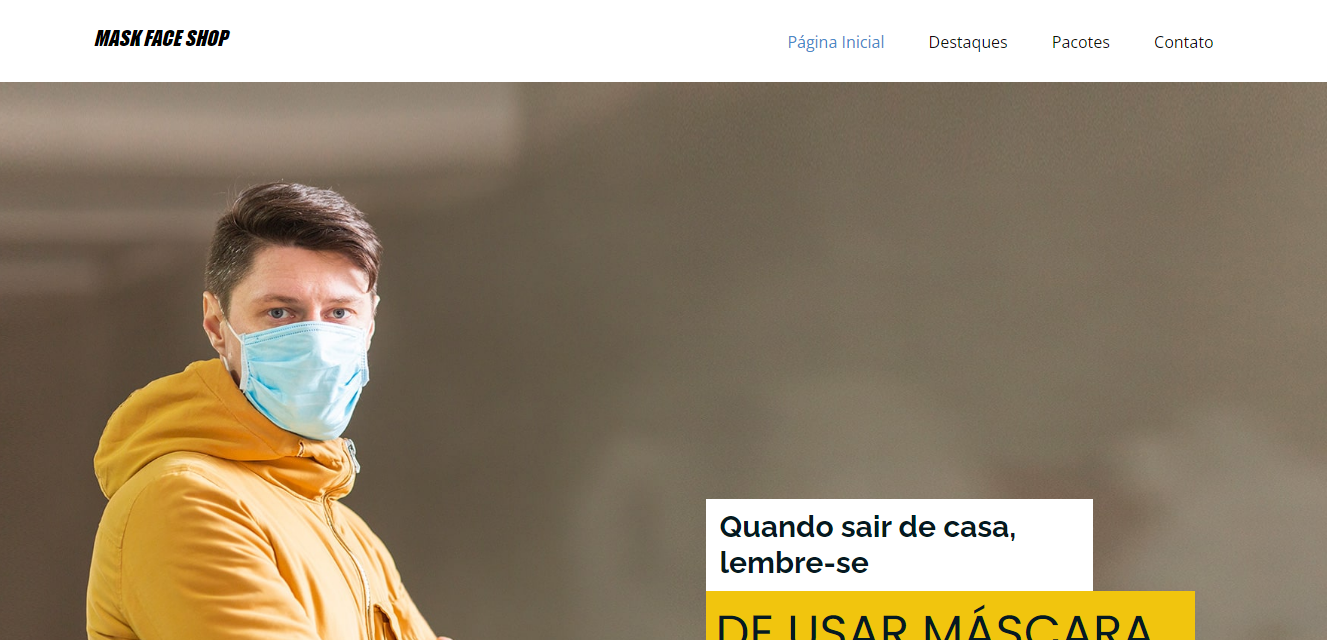 MASK FACE SHOP
Página Inicial Destaques Pacotes Contato
Quando sair de casa,
lembre-se
DE USAR MÁSCARA